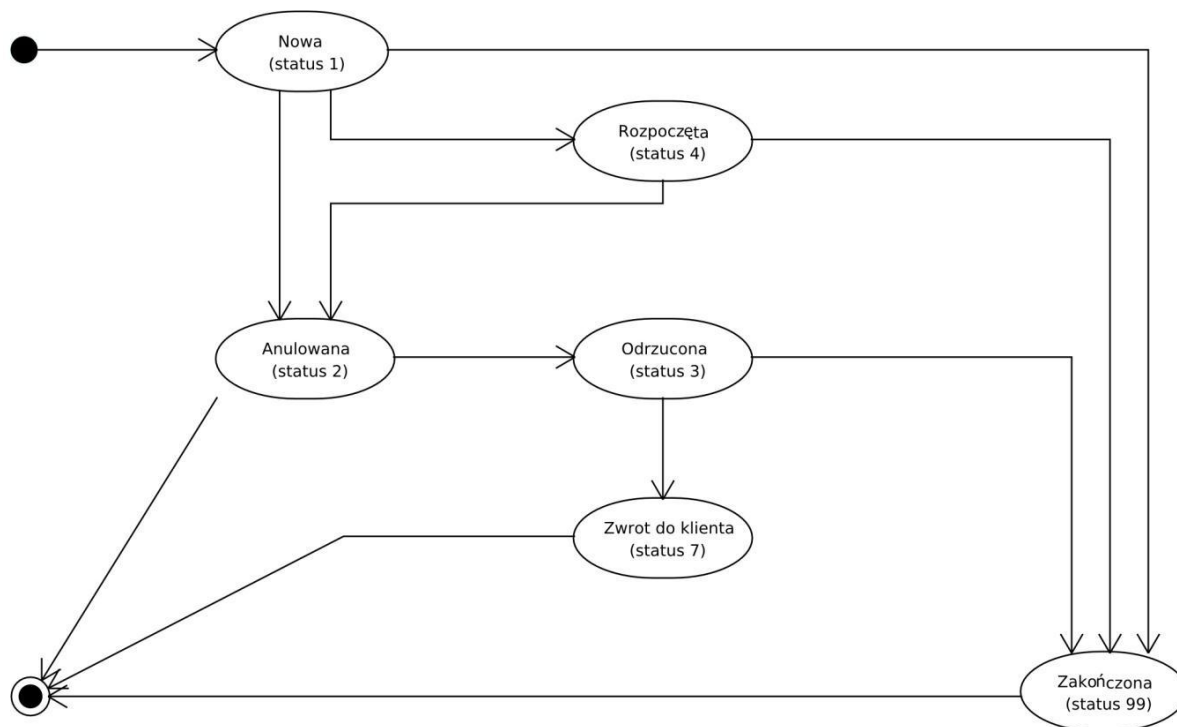 Nowa
(status 1)
Rozpoczęta
(status 4)
Anulowana
(status 2)
Odrzucona
(status 3)
Zwrot do klienta
(status 7)
Zakończona
(status 99)